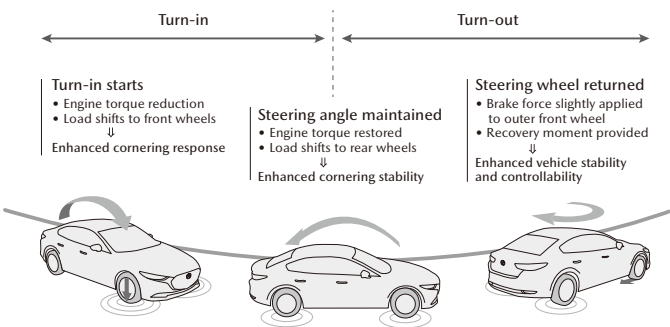 Turn-in
Turn-out
Turn-in starts
• Engine torque reduction
• Load shifts to front wheels
⇓
Enhanced cornering response
Steering angle maintained
• Engine torque restored
• Load shifts to rear wheels
⇓
Enhanced cornering stability
Steering wheel returned
• Brake force slightly applied
to outer front wheel
• Recovery moment provided
⇓
Enhanced vehicle stability
and controllability